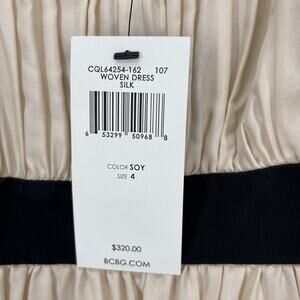 CQL64254-162 107
WOVEN DRESS
SILK
6 53299 50968 8
COLOR SOY
SIZE 4
$320.00
BCBG.COM